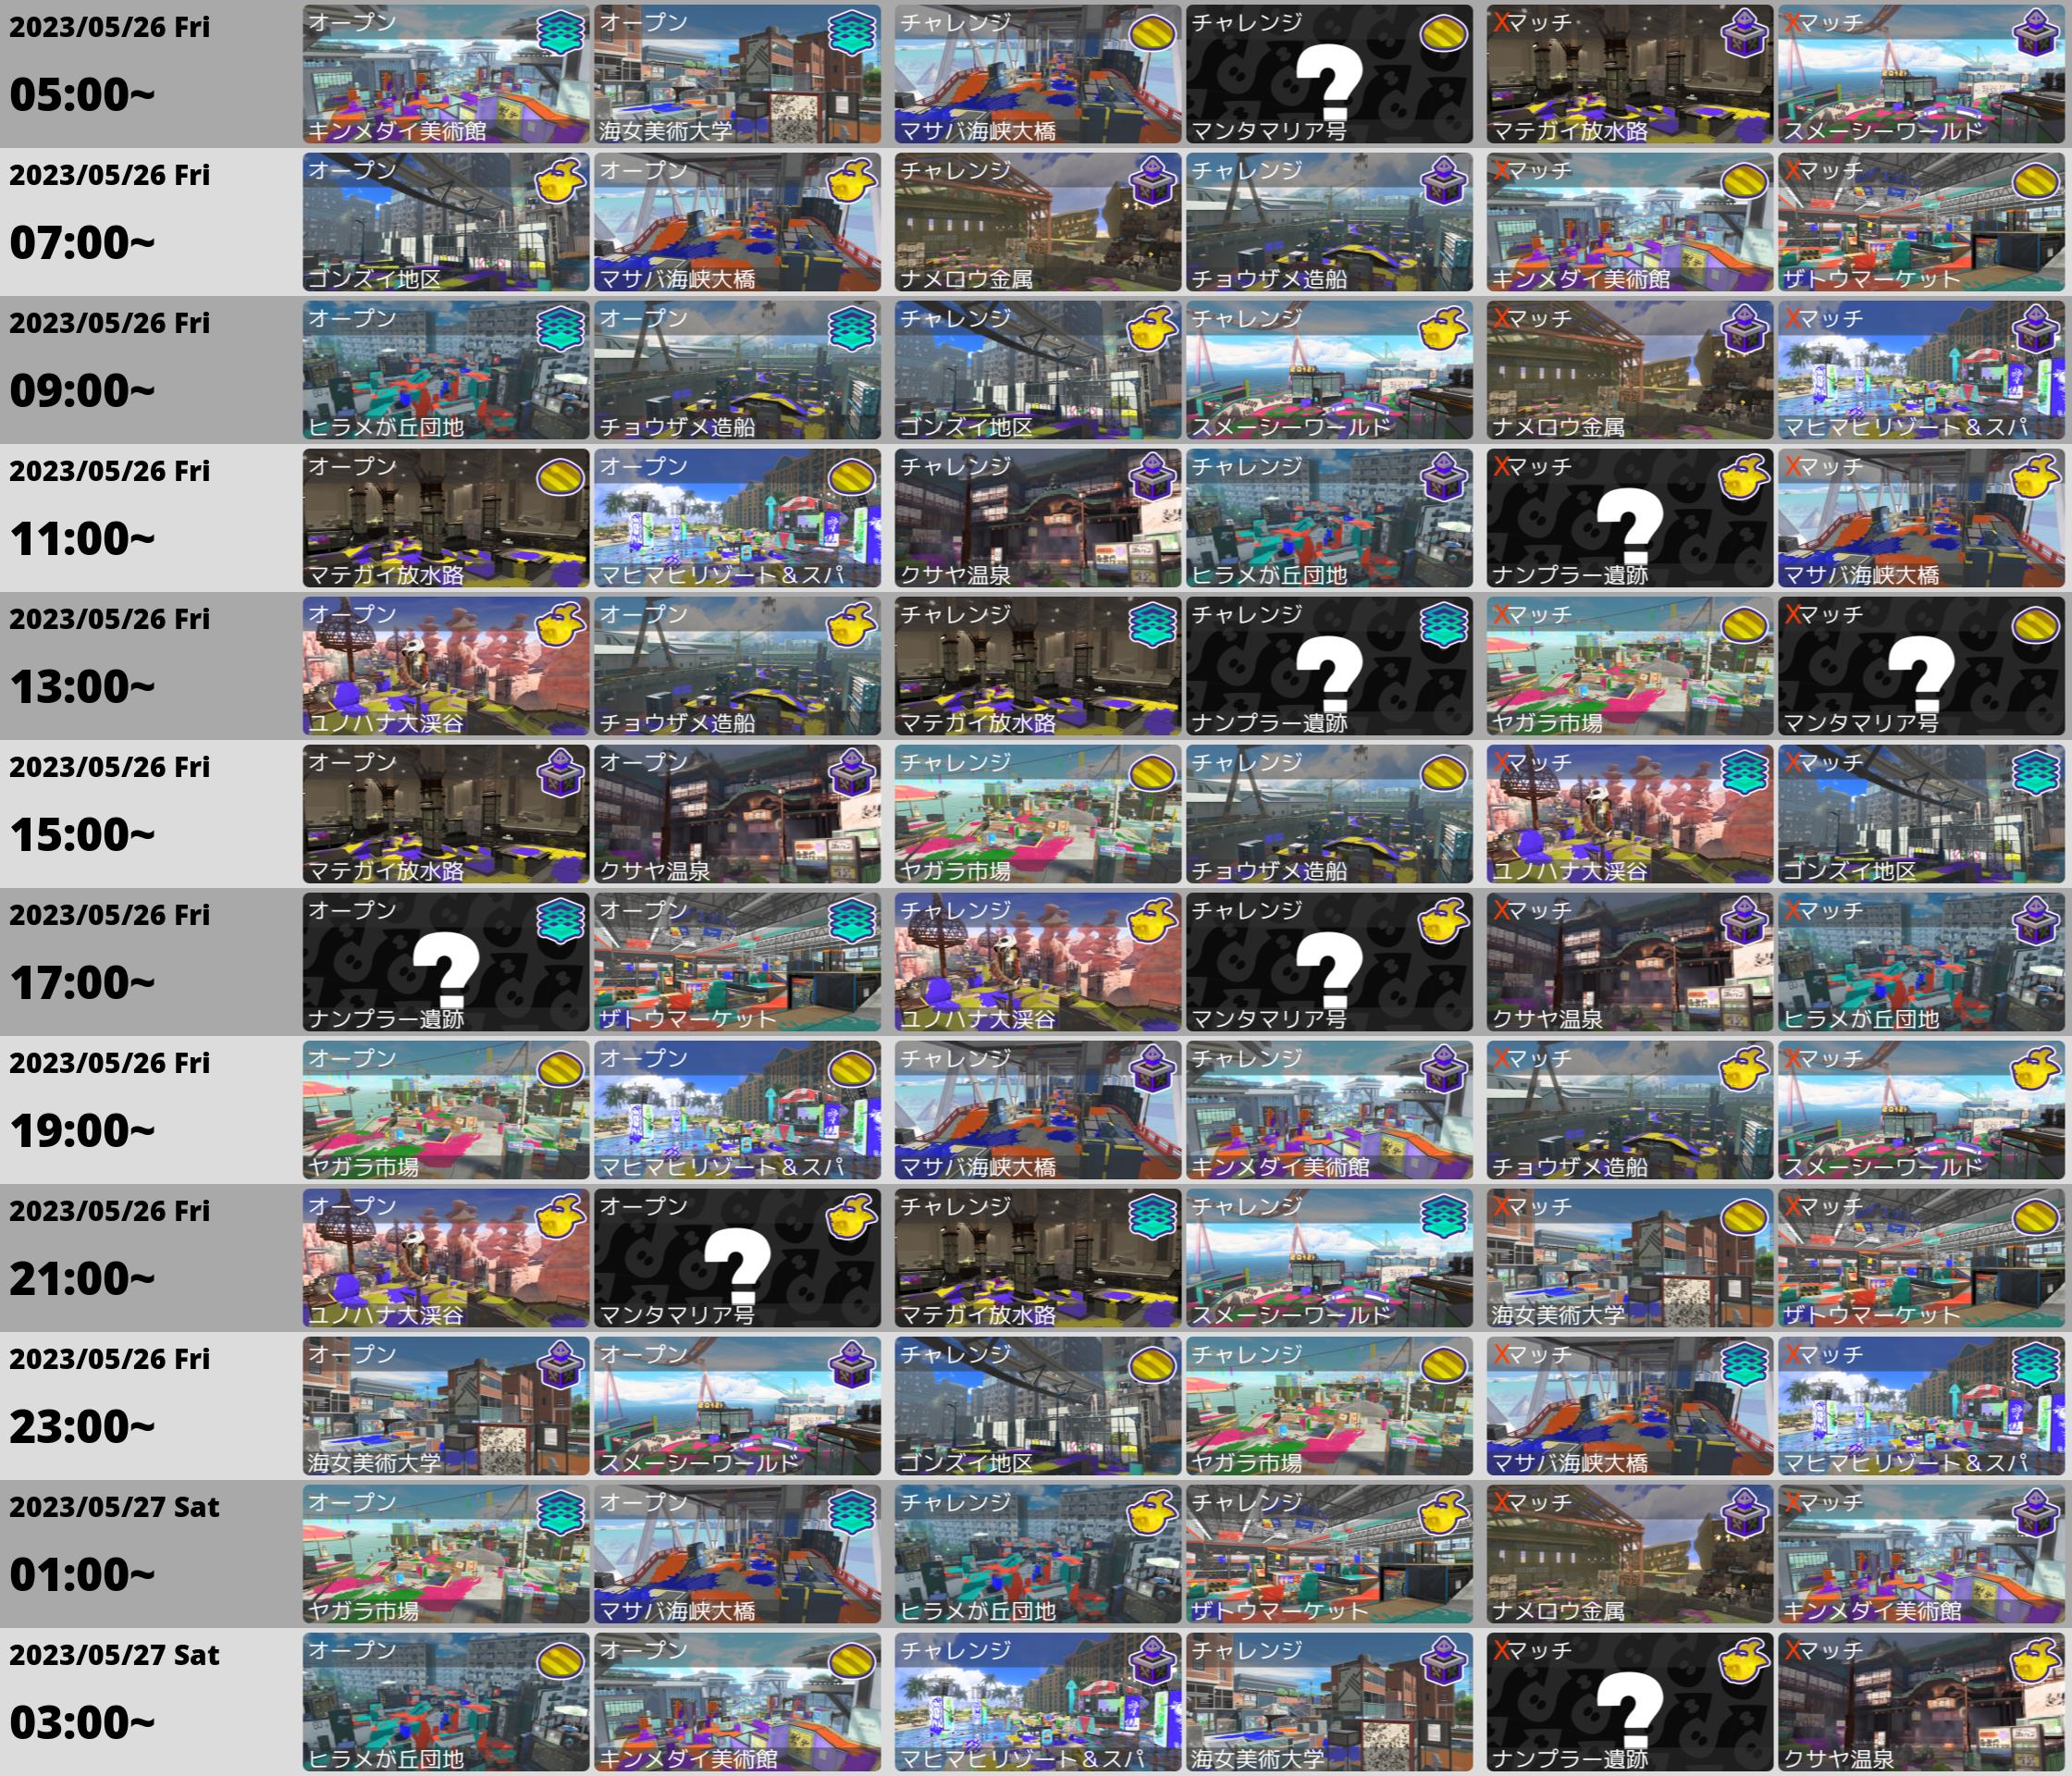 2023/05/26 Fri
05:00~
オープン オープン チャレンジ チャレンジ Xマッチ Xマッチ
キンメダイ美術館 海女美術大学 マサバ海峡大橋 マンタマリア号 マテガイ放水路 スメーシーワールド
2023/05/26 Fri
07:00~
オープン オープン チャレンジ チャレンジ Xマッチ Xマッチ
ゴンズイ地区 マサバ海峡大橋 ナメロウ金属 チョウザメ造船 キンメダイ美術館 ザトウマーケット
2023/05/26 Fri
09:00~
オープン オープン チャレンジ チャレンジ Xマッチ Xマッチ
ヒラメが丘団地 チョウザメ造船 ゴンズイ地区 スメーシーワールド ナメロウ金属 マヒマヒリゾート&スパ
2023/05/26 Fri
11:00~
オープン オープン チャレンジ チャレンジ Xマッチ Xマッチ
マテガイ放水路 マヒマヒリゾート&スパ クサヤ温泉 ヒラメが丘団地 ナンプラー遺跡 マサバ海峡大橋
2023/05/26 Fri
13:00~
オープン オープン チャレンジ チャレンジ Xマッチ Xマッチ
ユノハナ大渓谷 チョウザメ造船 マテガイ放水路 ナンプラー遺跡 ヤガラ市場 マンタマリア号
2023/05/26 Fri
15:00~
オープン オープン チャレンジ チャレンジ Xマッチ Xマッチ
マテガイ放水路 クサヤ温泉 ヤガラ市場 チョウザメ造船 ユノハナ大渓谷 ゴンズイ地区
2023/05/26 Fri
17:00~
オープン オープン チャレンジ チャレンジ Xマッチ Xマッチ
ナンプラー遺跡 ザトウマーケット ユノハナ大渓谷 マンタマリア号 クサヤ温泉 ヒラメが丘団地
2023/05/26 Fri
19:00~
オープン オープン チャレンジ チャレンジ Xマッチ Xマッチ
ヤガラ市場 マヒマヒリゾート&スパ マサバ海峡大橋 キンメダイ美術館 チョウザメ造船 スメーシーワールド
2023/05/26 Fri
21:00~
オープン オープン チャレンジ チャレンジ Xマッチ Xマッチ
ユノハナ大渓谷 マンタマリア号 マテガイ放水路 スメーシーワールド 海女美術大学 ザトウマーケット
2023/05/26 Fri
23:00~
オープン オープン チャレンジ チャレンジ Xマッチ Xマッチ
海女美術大学 スメーシーワールド ゴンズイ地区 ヤガラ市場 マサバ海峡大橋 マヒマヒリゾート&スパ
2023/05/27 Sat
01:00~
オープン オープン チャレンジ チャレンジ Xマッチ Xマッチ
ヤガラ市場 マサバ海峡大橋 ヒラメが丘団地 ザトウマーケット ナメロウ金属 キンメダイ美術館
2023/05/27 Sat
03:00~
オープン オープン チャレンジ チャレンジ Xマッチ Xマッチ
ヒラメが丘団地 キンメダイ美術館 マヒマヒリゾート&スパ 海女美術大学 ナンプラー遺跡 クサヤ温泉